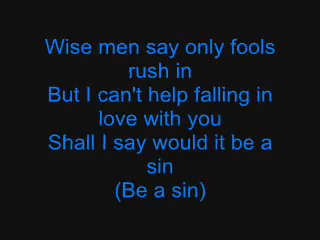 Wise men say only fools
rush in
But I can't help falling in
love with you
Shall I say would it be a
sin
(Be a sin)